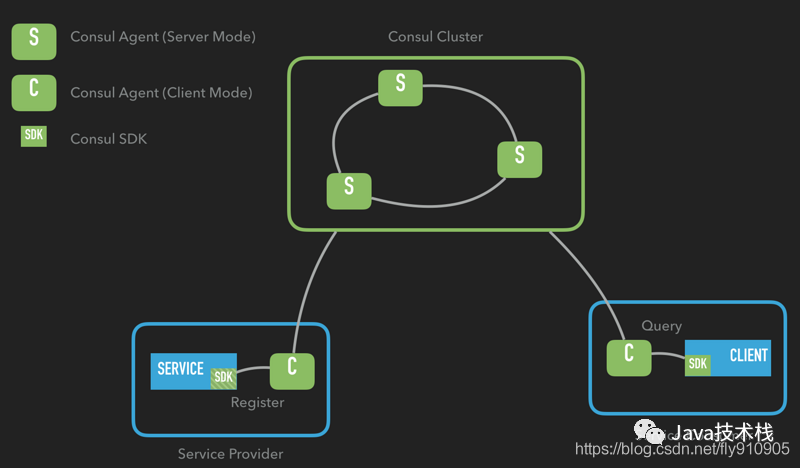 S
Consul Agent (Server Mode)
C
Consul Agent (Client Mode)
SDK
Consul SDK
Consul Cluster
S
S
S
SERVICE
SDK
C
Register
Service Provider
Query
C
SDK
CLIENT
Java技术栈
https://blog.csdn.net/fly910905